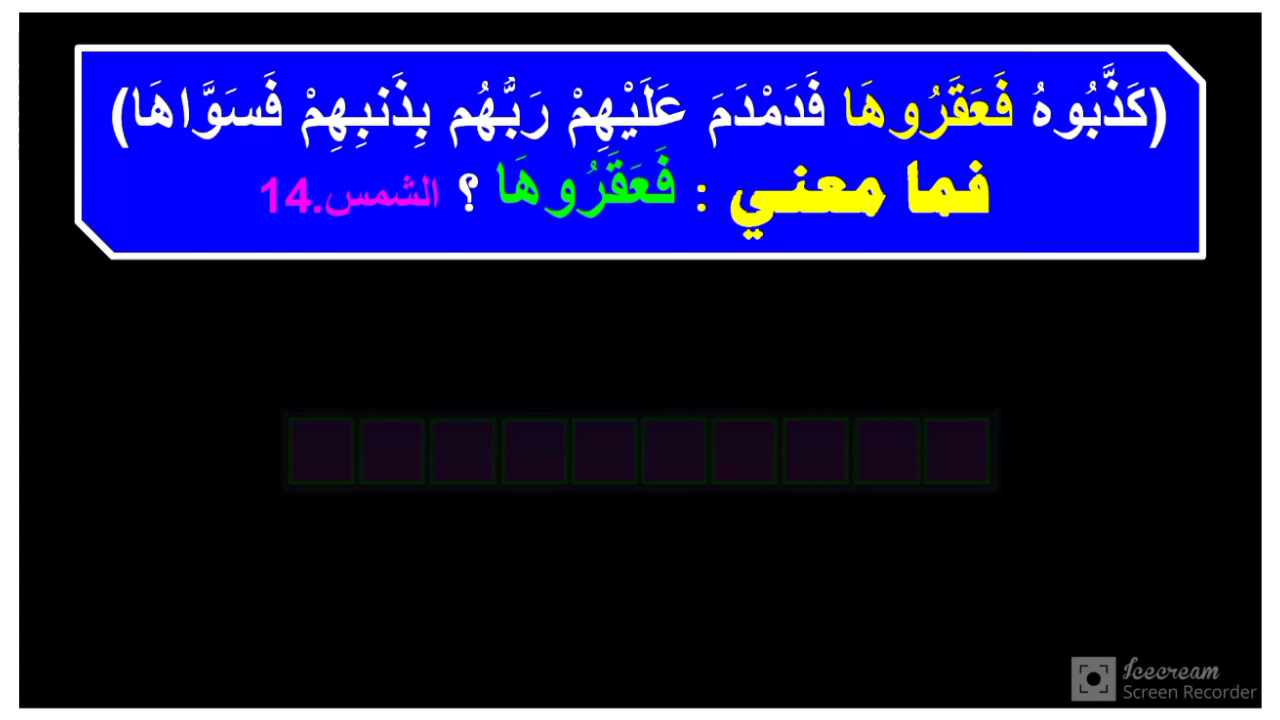 (كَذَّبُوهُ فَعَقَرُوهَا فَدَمْدَمَ عَلَيْهِمْ رَبُّهُم بِذَنبِهِمْ فَسَوَّاهَا)
فما معني : فَعَقَرُوهَا ؟ الشمس.14
Icecream
Screen Recorder